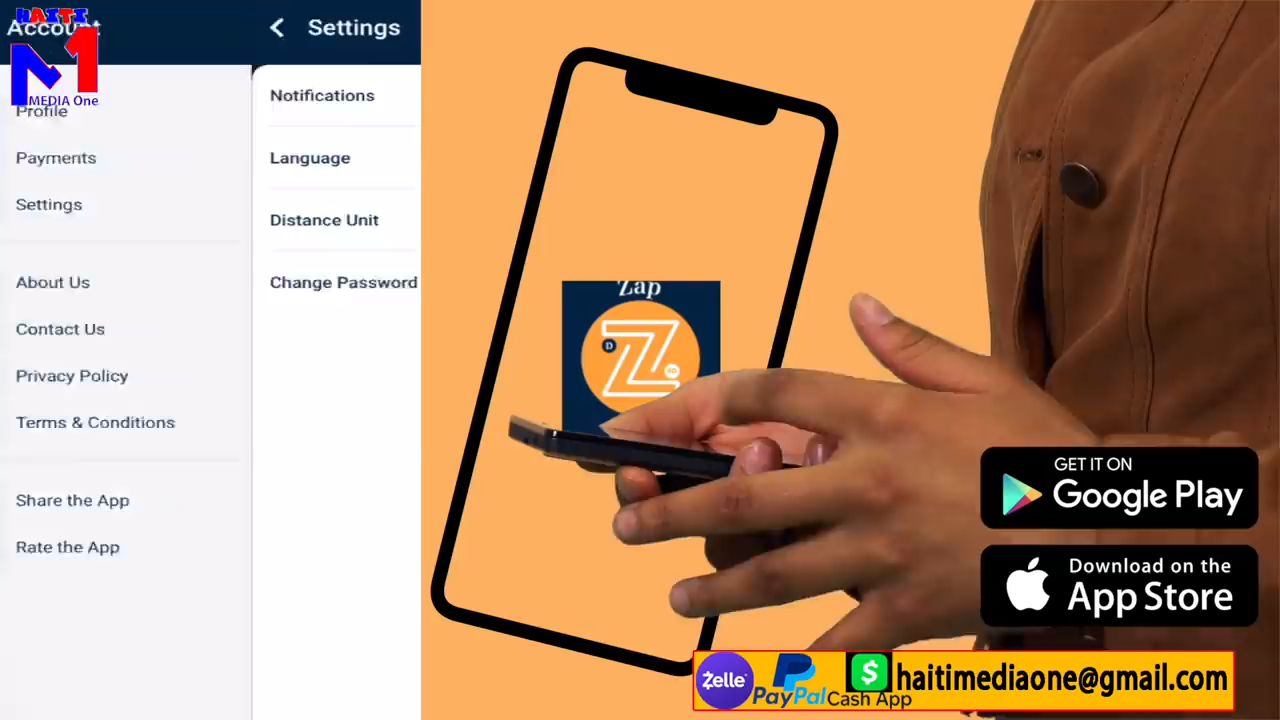 HAITI
M1
MEDIA One
Account
Profile
Payments
Settings
About Us
Contact Us
Privacy Policy
Terms & Conditions
Share the App
Rate the App
Settings
Notifications
Language
Distance Unit
Change Password
Zap
D
Z
GET IT ON
Google Play
Download on the
App Store
Zelle
PayPal
$
Cash App
haitimediaone@gmail.com